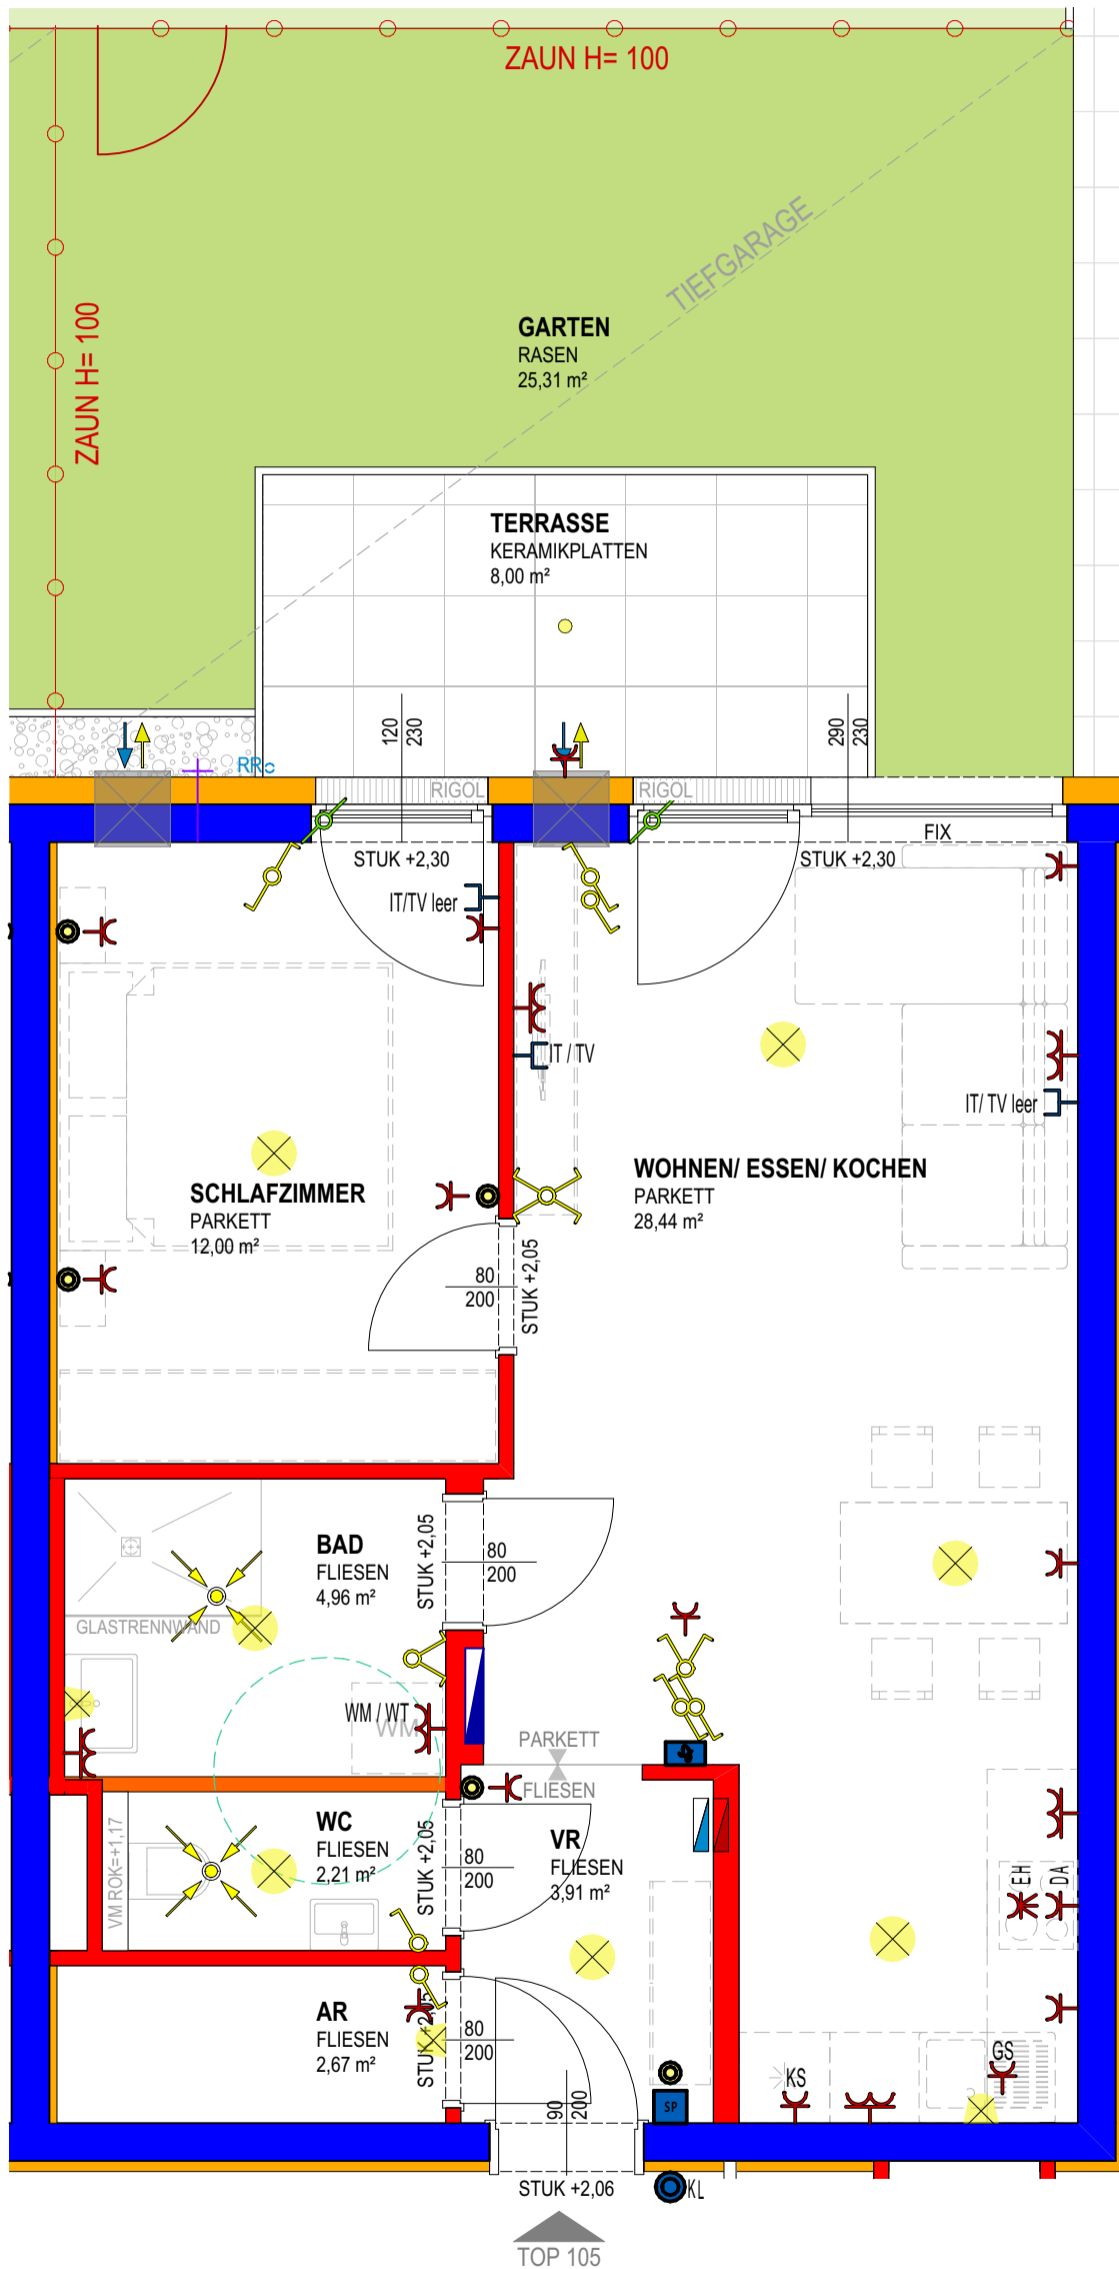 ZAUN H= 100
TIEFGARAGE
ZAUN H= 100
GARTEN
RASEN
25,31 m²
TERRASSE
KERAMIKPLATTEN
8,00 m²
120
230
290
230
RRc
RIGOL
RIGOL
FIX
STUK +2,30
STUK +2,30
IT/TV leer
IT / TV
IT/ TV leer
SCHLAFZIMMER
PARKETT
12,00 m²
WOHNEN/ ESSEN/ KOCHEN
PARKETT
28,44 m²
80
200
STUK +2,05
BAD
FLIESEN
4,96 m²
STUK +2,05
80
200
GLASTRENNWAND
WM / WT
WM
PARKETT
FLIESEN
WC
FLIESEN
2,21 m²
VM ROK=+1,17
STUK +2,05
80
200
VR
FLIESEN
3,91 m²
EH
DA
AR
FLIESEN
2,67 m²
STUK +2,05
80
200
90
200
KS
GS
SP
STUK +2,06
KL
TOP 105